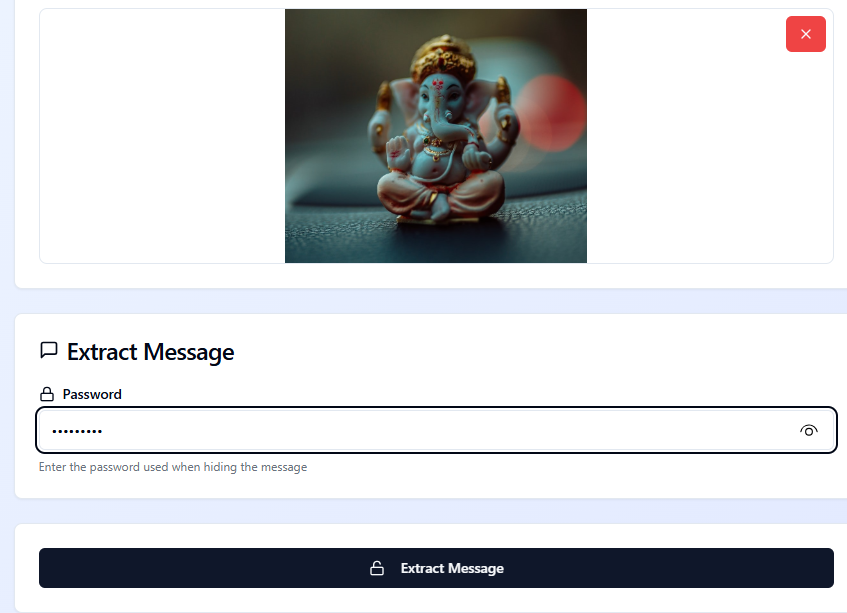 Extract Message
Password
•••••••••
Enter the password used when hiding the message
Extract Message